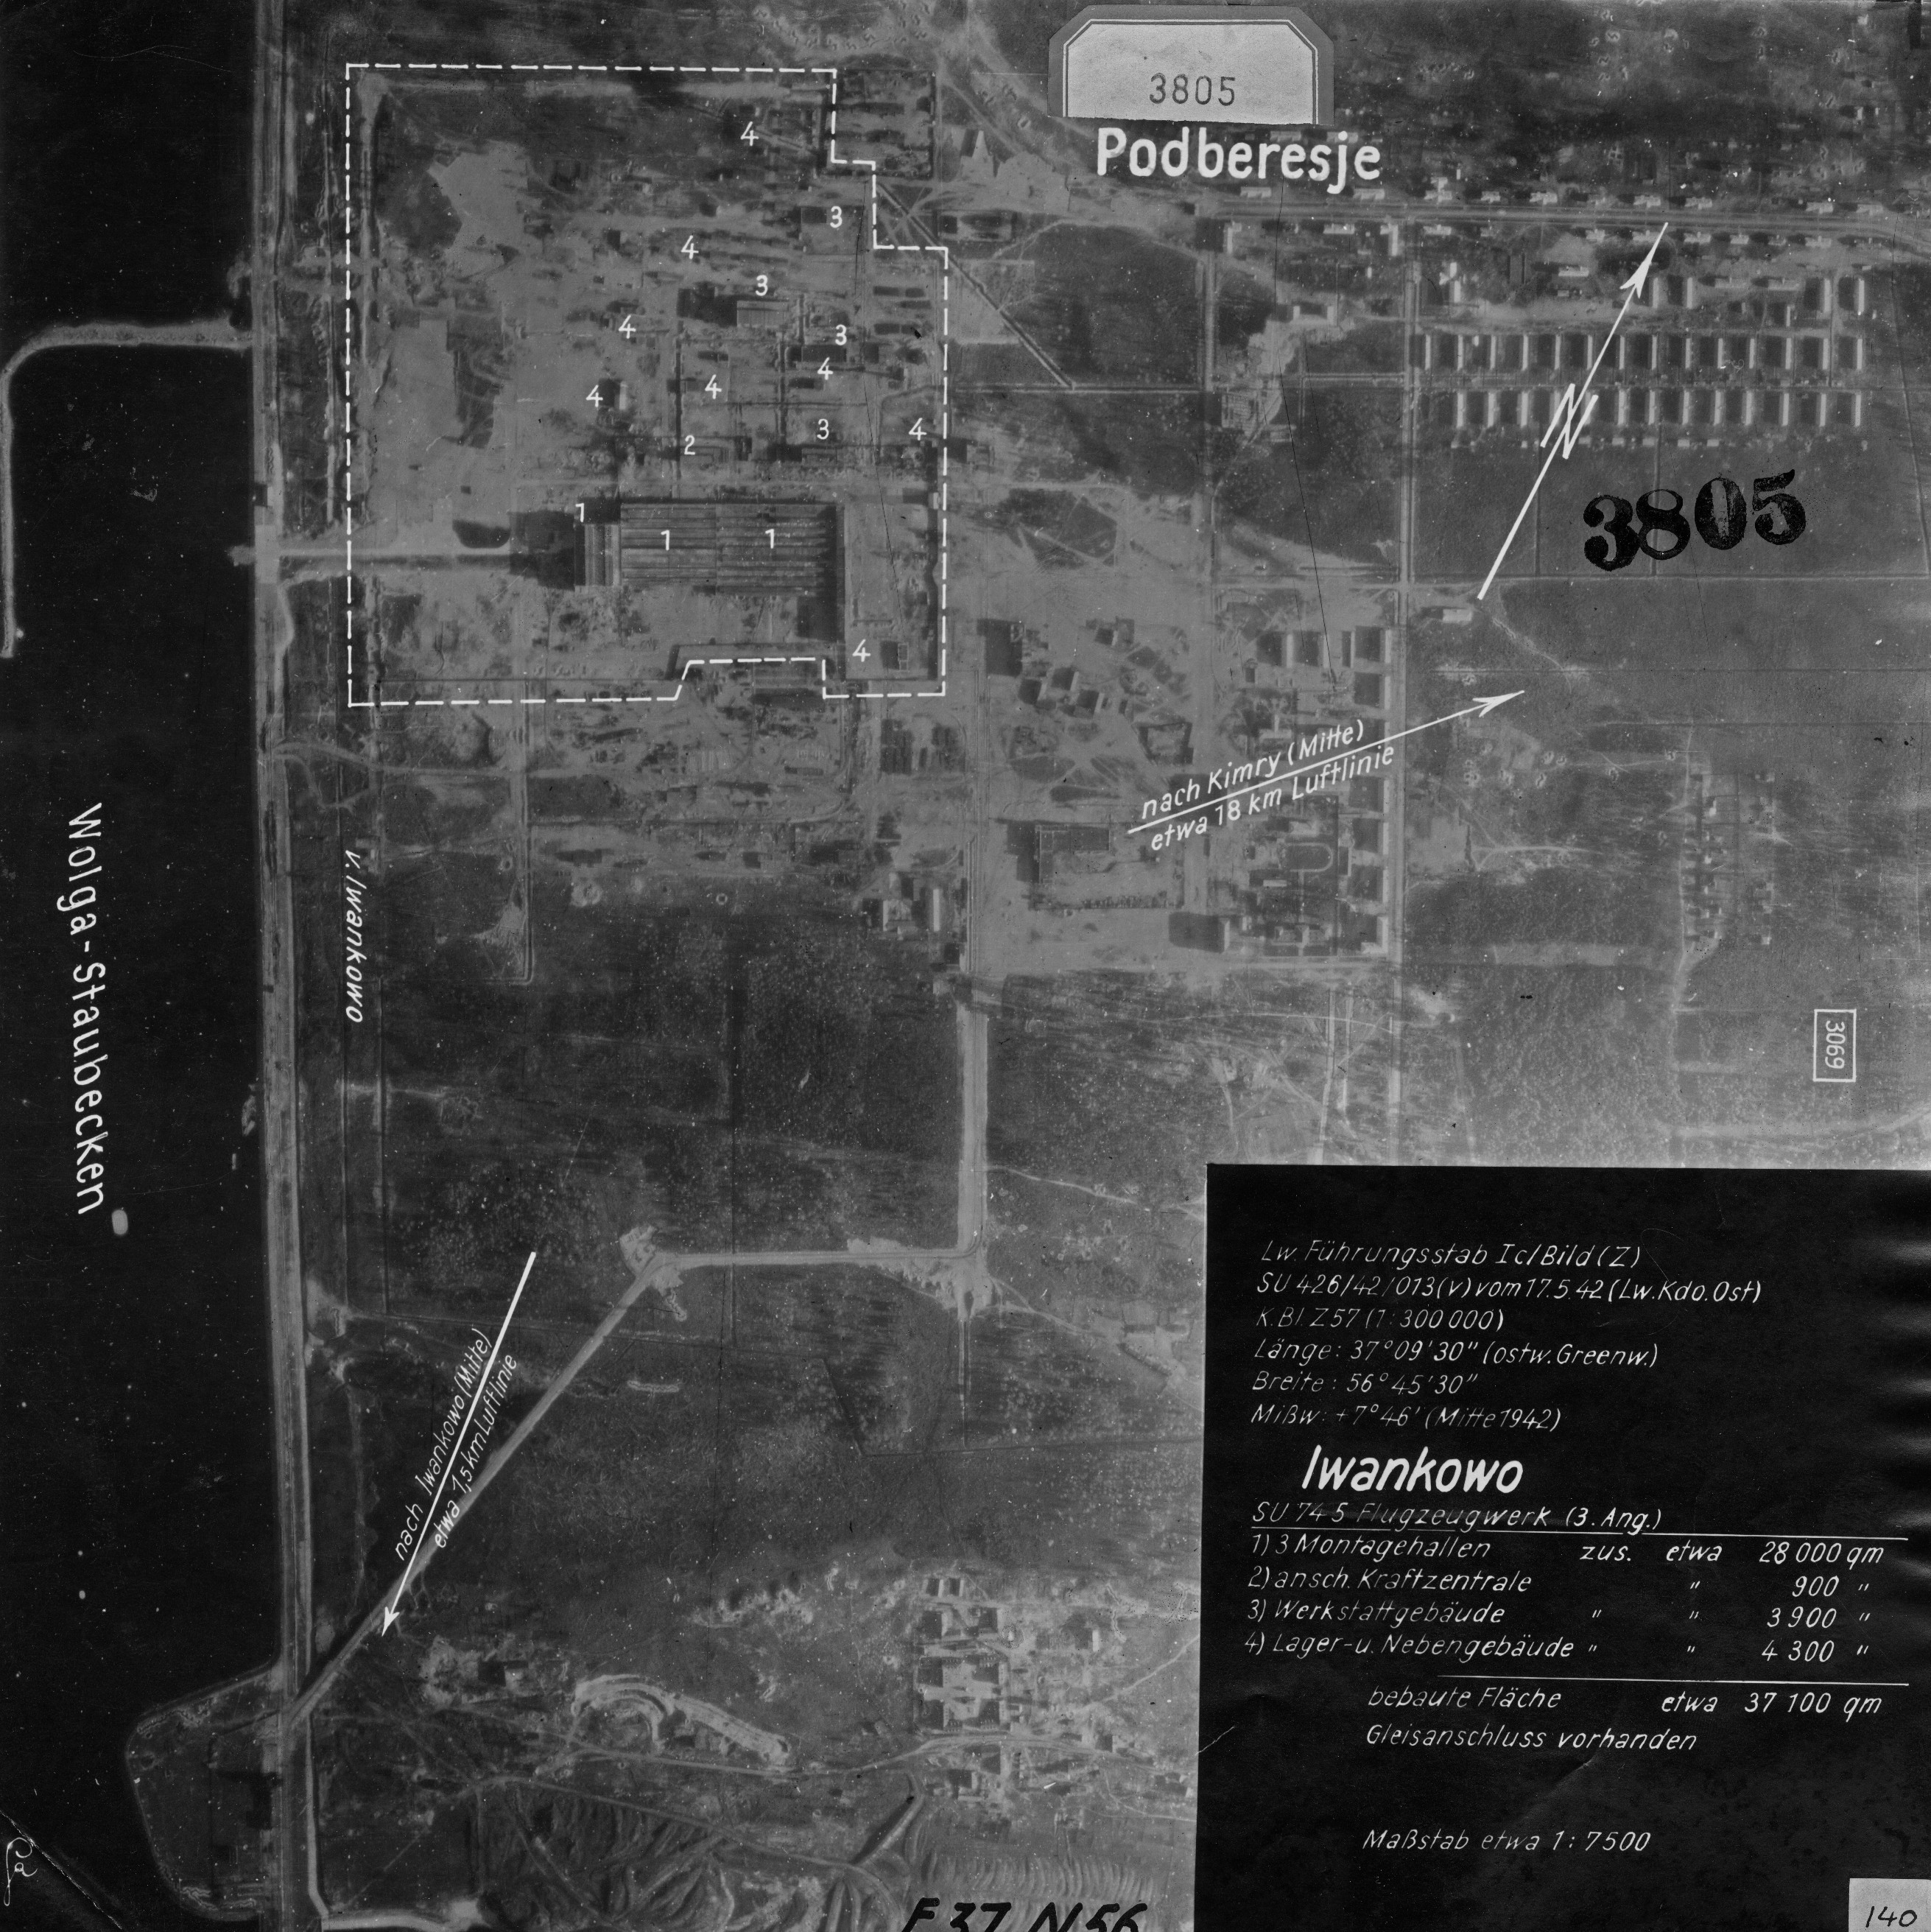 3805
Podberesje
4
3
4
3
4
3
4
4
4
3
4
2
1
1
1
4
N
3805
nach Kimry (Mitte)
etwa 18 km Luftlinie
Wolga-Staubecken
v. Iwankowo
3069
nach Iwankowo (Mitte)
etwa 1,5 km Luftlinie
Lw. Führungsstab Ic/Bild (Z)
SU 426/42/013 (v) vom 17.5.42 (Lw. Kdo. Ost)
K.Bl. Z57 (1:300 000)
Länge: 37°09'30" (ostw. Greenw.)
Breite: 56°45'30"
Mißw: +7°46' (Mitte 1942)
Iwankowo
SU 74 5 Flugzeugwerk (3. Ang.)
1) 3 Montagehallen zus. etwa 28 000 qm
2) ansch. Kraftzentrale " 900 "
3) Werkstattgebäude " " 3 900 "
4) Lager-u. Nebengebäude " " 4 300 "
bebaute Fläche etwa 37 100 qm
Gleisanschluss vorhanden
Maßstab etwa 1:7500
E 37 N 56
140